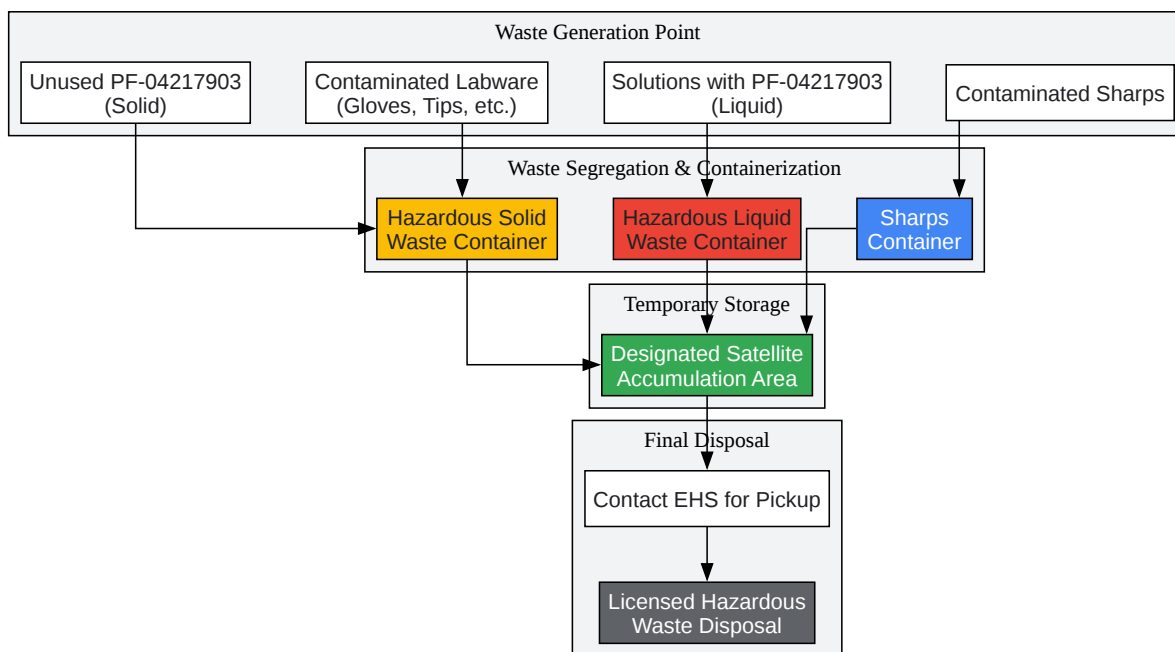 Waste Generation Point
Unused PF-04217903
(Solid)
Contaminated Labware
(Gloves, Tips, etc.)
Solutions with PF-04217903
(Liquid)
Contaminated Sharps
Waste Segregation & Containerization
Hazardous Solid
Waste Container
Hazardous Liquid
Waste Container
Sharps
Container
Temporary Storage
Designated Satellite
Accumulation Area
Final Disposal
Contact EHS for Pickup
Licensed Hazardous
Waste Disposal